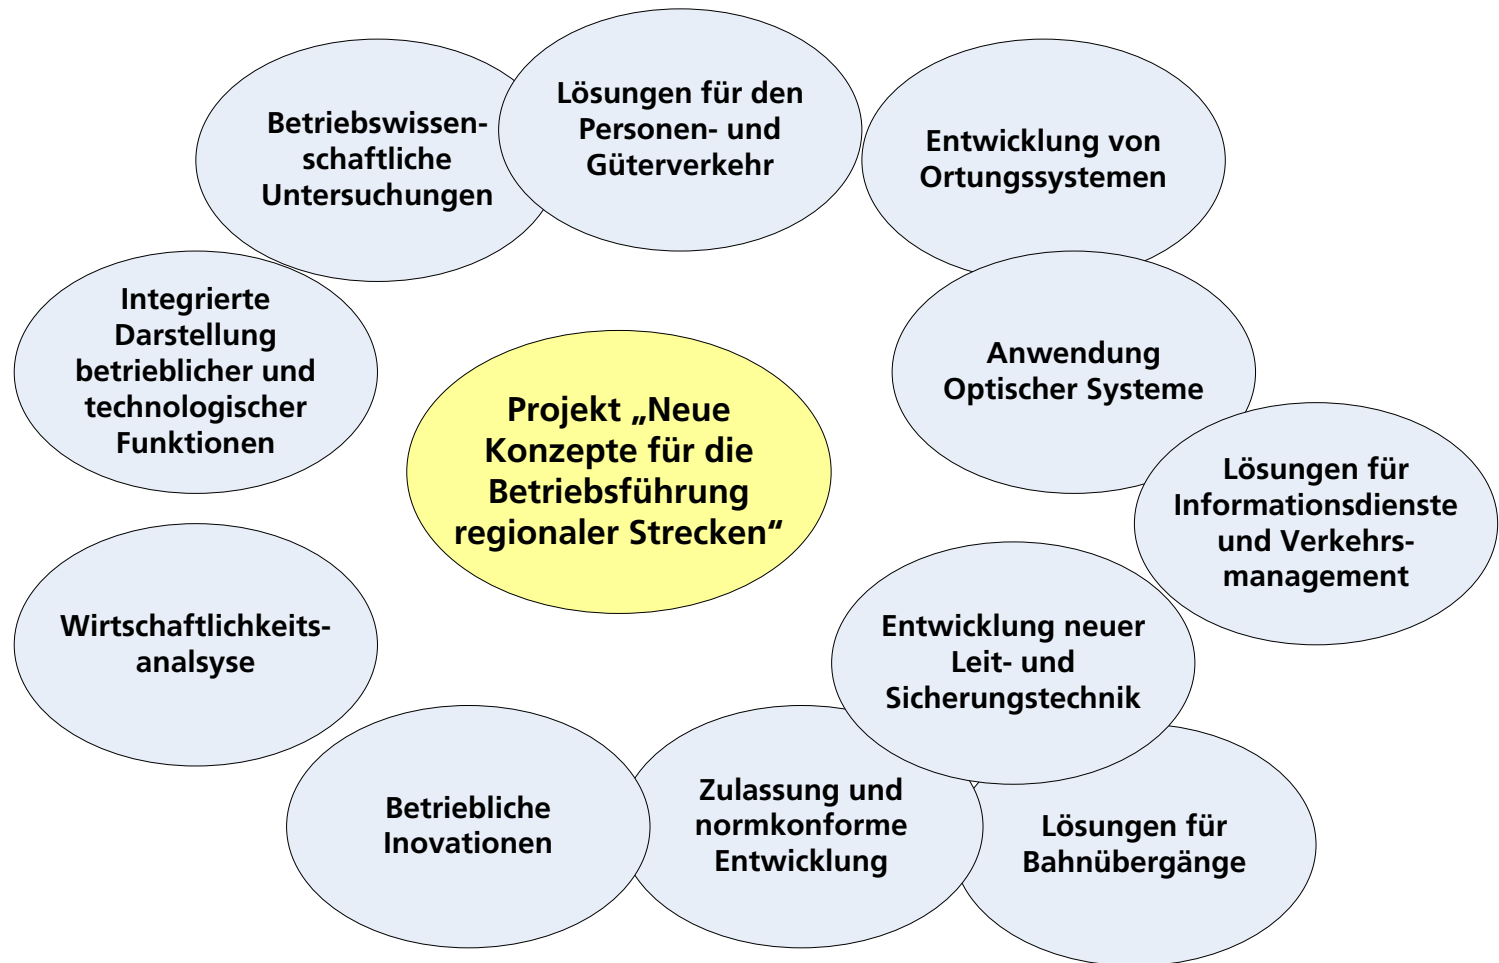 Betriebswissen-
schaftliche
Untersuchungen
Lösungen für den
Personen- und
Güterverkehr
Entwicklung von
Ortungssystemen
Integrierte
Darstellung
betrieblicher und
technologischer
Funktionen
Projekt „Neue
Konzepte für die
Betriebsführung
regionaler Strecken“
Anwendung
Optischer Systeme
Lösungen für
Informationsdienste
und Verkehrs-
management
Wirtschaftlichkeits-
analsyse
Entwicklung neuer
Leit- und
Sicherungstechnik
Betriebliche
Inovationen
Zulassung und
normkonforme
Entwicklung
Lösungen für
Bahnübergänge